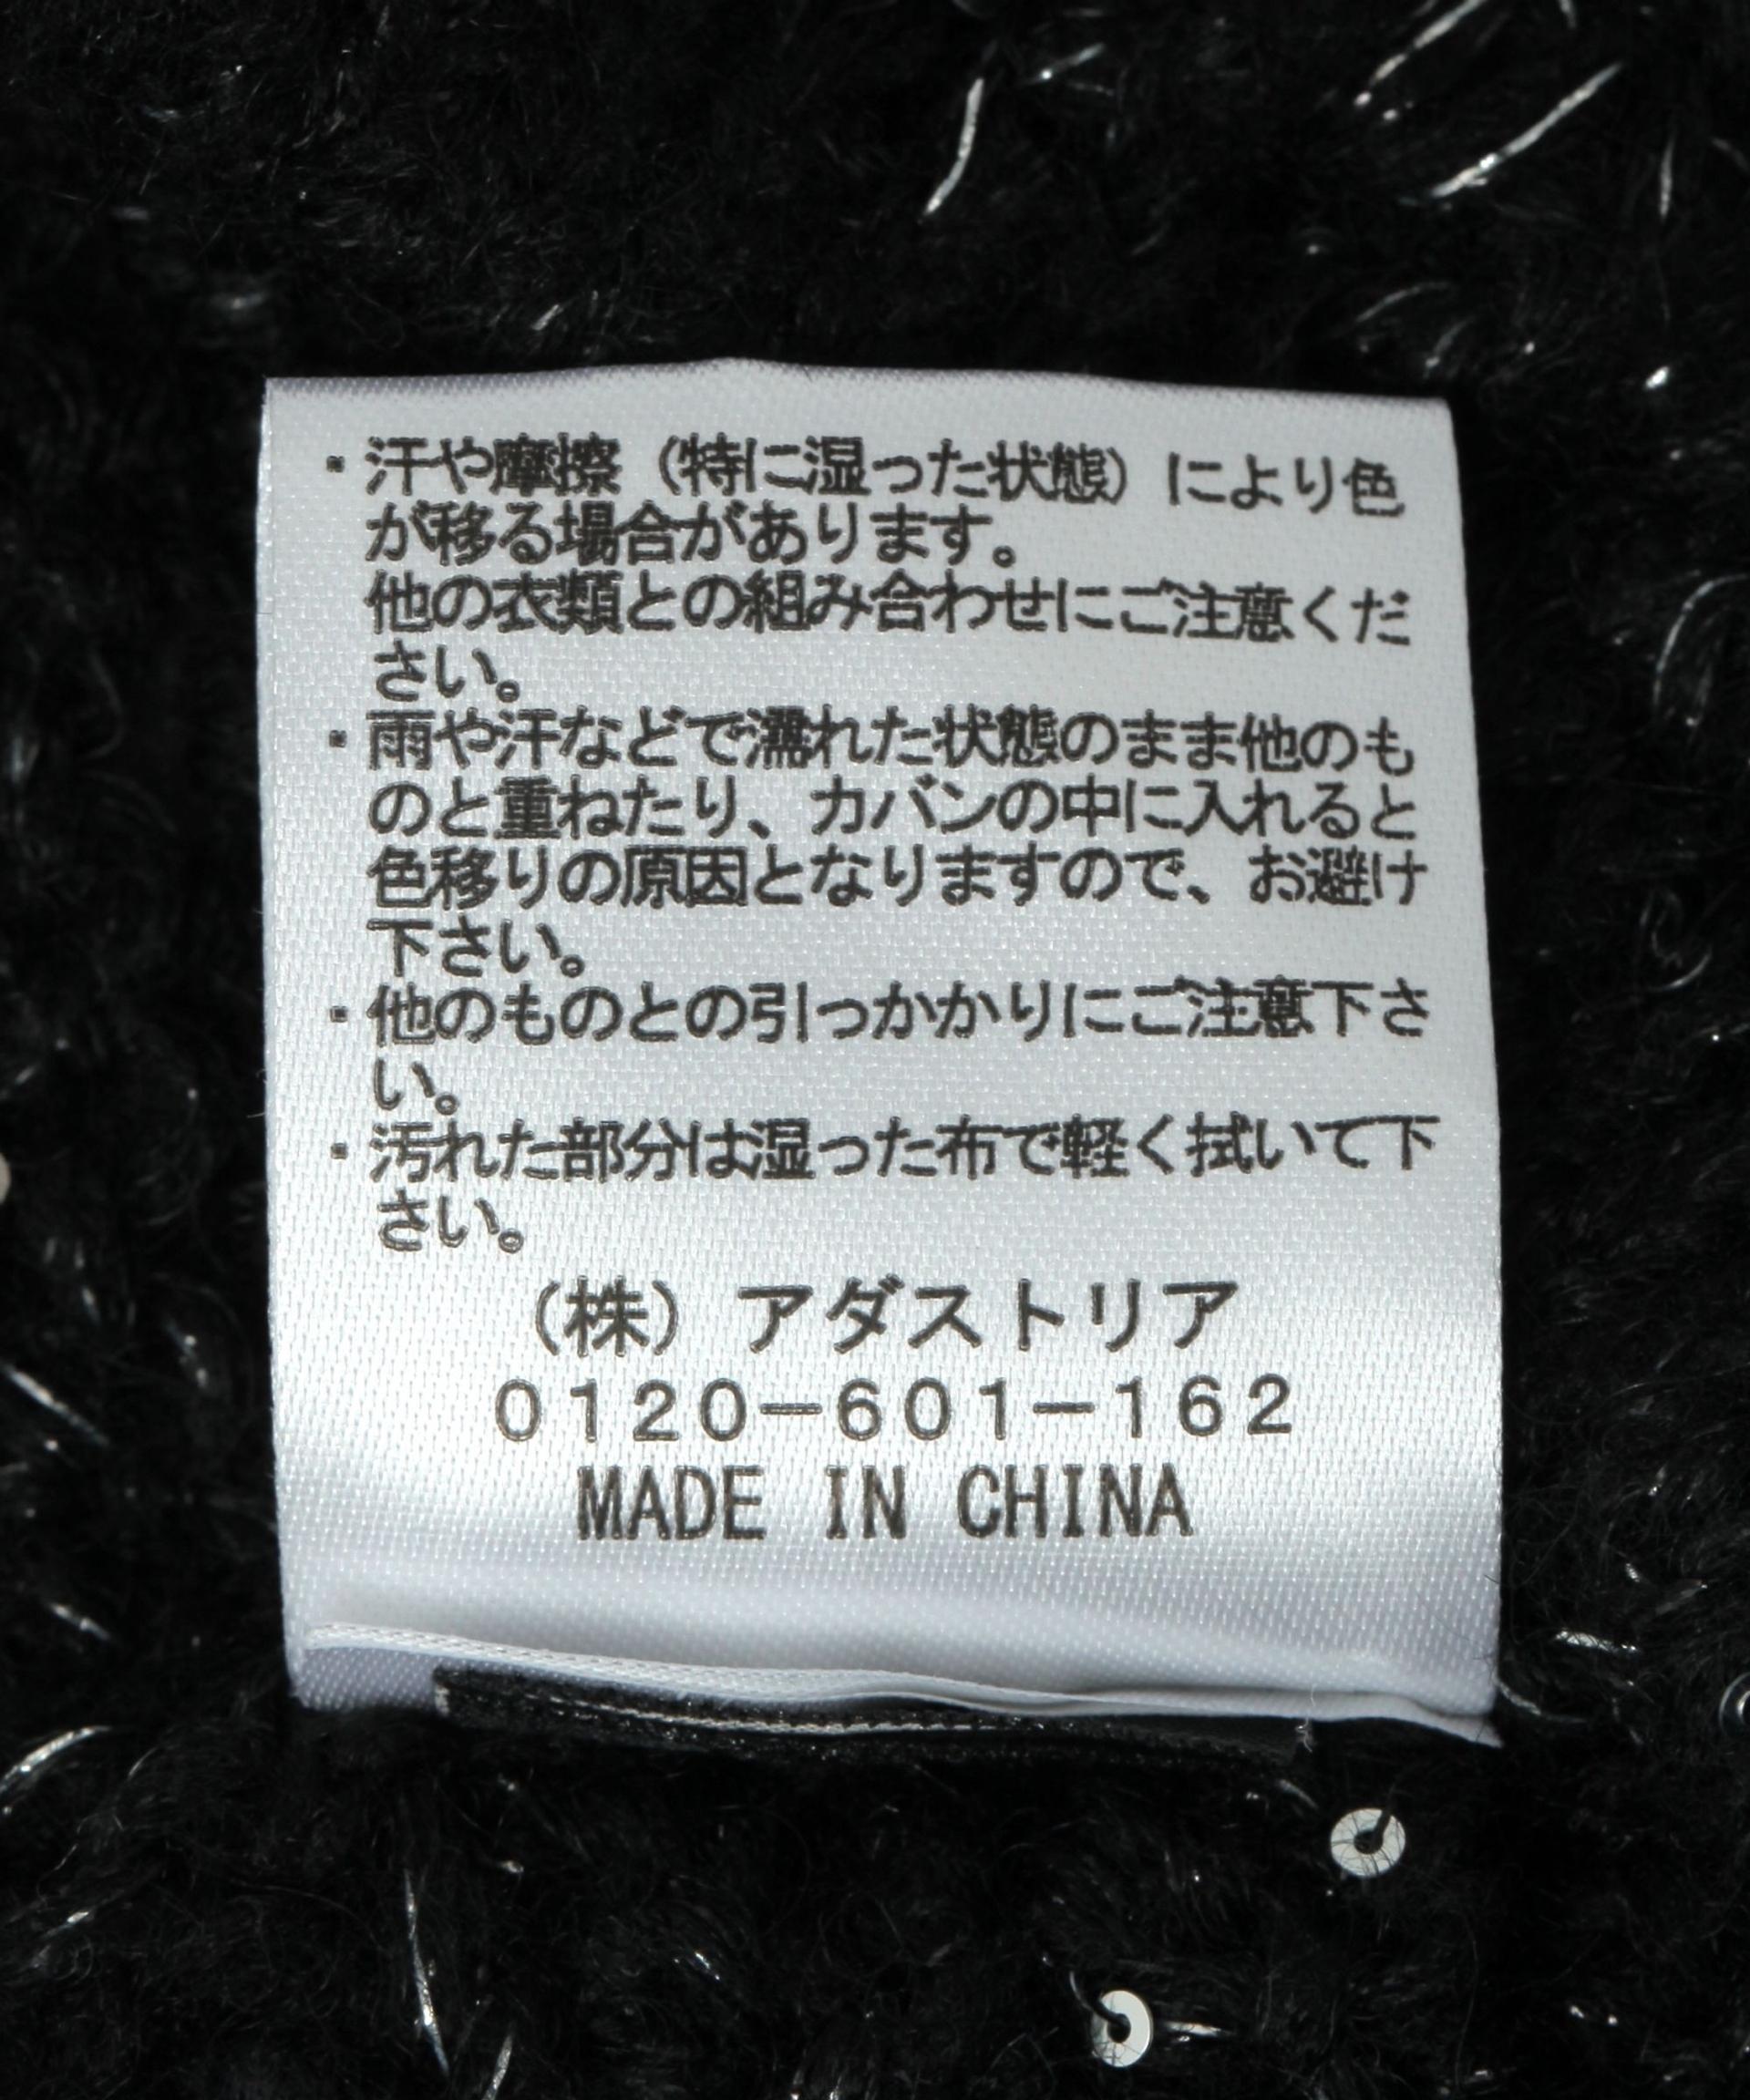 ・汗や摩擦（特に湿った状態）により色
が移る場合があります。
他の衣類との組み合わせにご注意くだ
さい。
・雨や汗などで濡れた状態のまま他のも
のと重ねたり、カバンの中に入れると
色移りの原因となりますので、お避け
下さい。
・他のものとの引っかかりにご注意下さ
い。
・汚れた部分は湿った布で軽く拭いて下
さい。
（株）アダストリア
0120−601−162
MADE IN CHINA